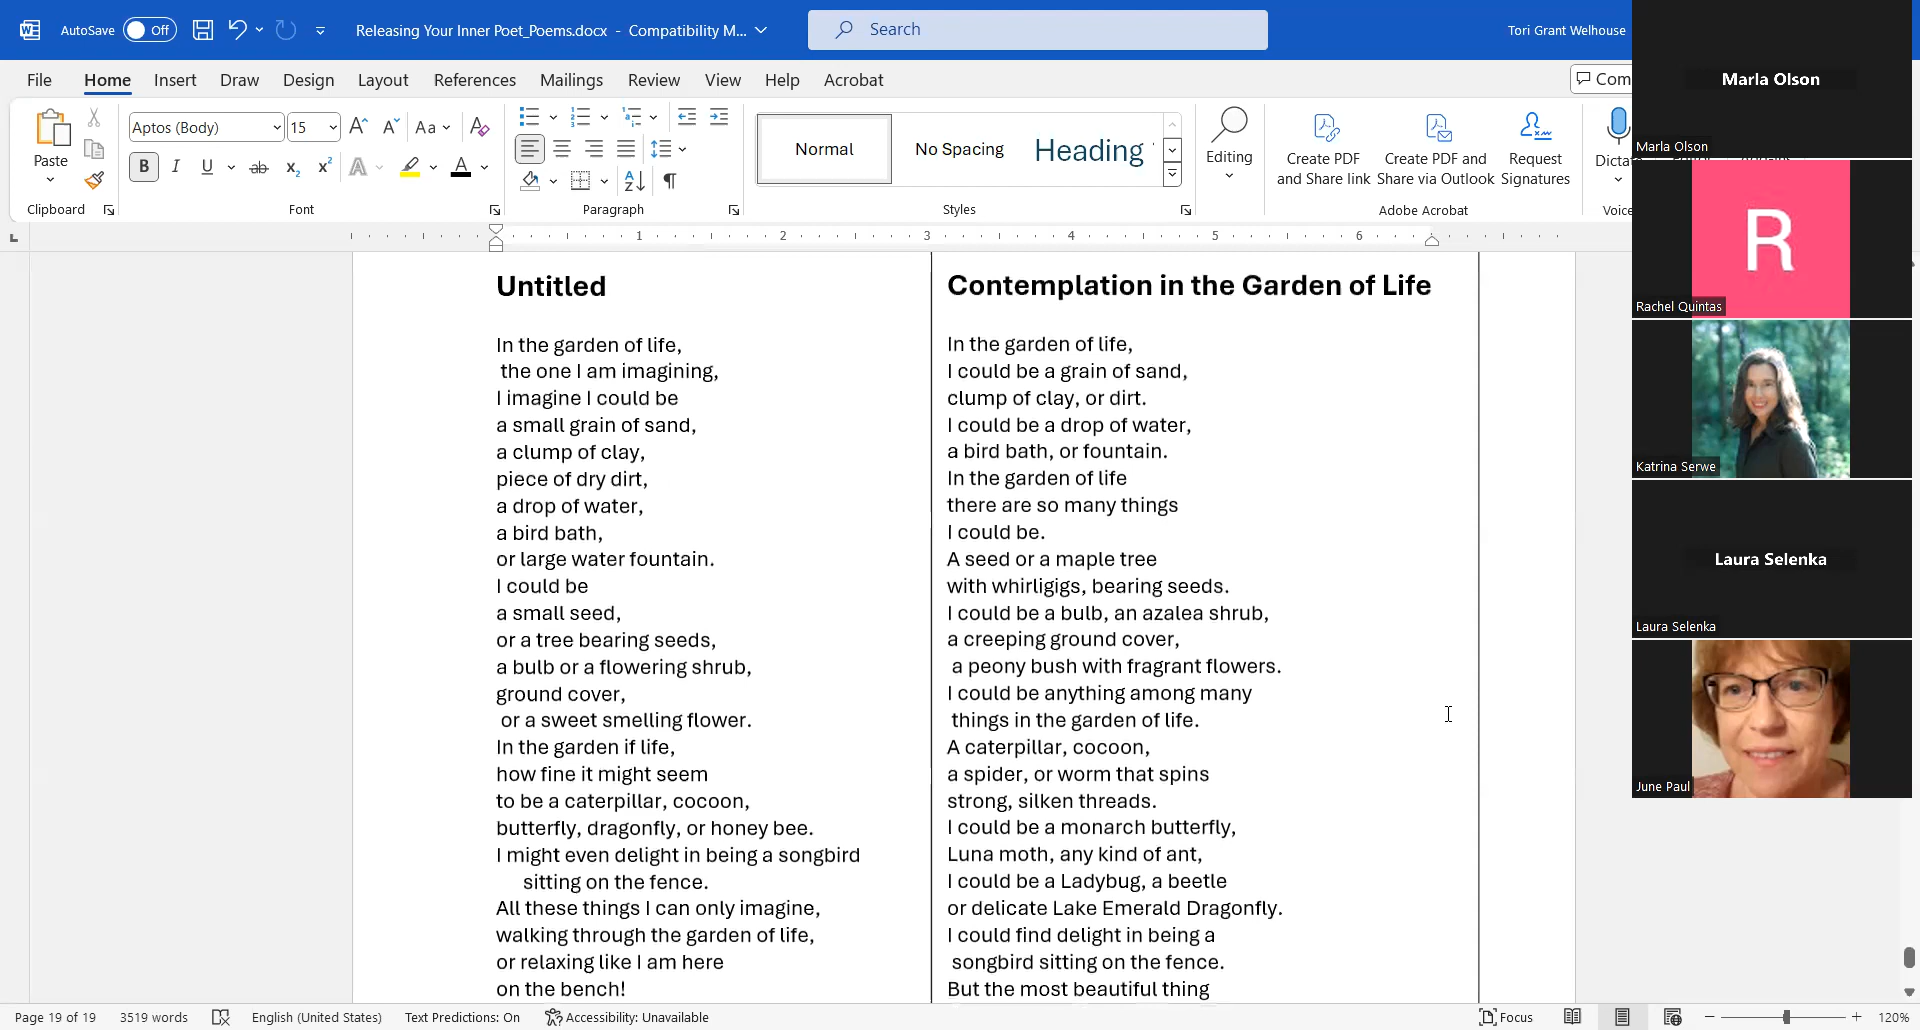 AutoSave Off Releasing Your Inner Poet_Poems.docx - Compatibility M... Search Tori Grant Welhouse
File Home Insert Draw Design Layout References Mailings Review View Help Acrobat Com
Paste
Aptos (Body) 15 Aa
B I U ab x₂ x² A A
Normal No Spacing Heading
Editing
Create PDF and Share link
Create PDF and Share via Outlook
Request Signatures
Dictat
Clipboard Font Paragraph Styles Adobe Acrobat Voice
1 2 3 4 5 6
Untitled
In the garden of life,
the one I am imagining,
I imagine I could be
a small grain of sand,
a clump of clay,
piece of dry dirt,
a drop of water,
a bird bath,
or large water fountain.
I could be
a small seed,
or a tree bearing seeds,
a bulb or a flowering shrub,
ground cover,
or a sweet smelling flower.
In the garden if life,
how fine it might seem
to be a caterpillar, cocoon,
butterfly, dragonfly, or honey bee.
I might even delight in being a songbird
sitting on the fence.
All these things I can only imagine,
walking through the garden of life,
or relaxing like I am here
on the bench!
Contemplation in the Garden of Life
In the garden of life,
I could be a grain of sand,
clump of clay, or dirt.
I could be a drop of water,
a bird bath, or fountain.
In the garden of life
there are so many things
I could be.
A seed or a maple tree
with whirligigs, bearing seeds.
I could be a bulb, an azalea shrub,
a creeping ground cover,
a peony bush with fragrant flowers.
I could be anything among many
things in the garden of life.
A caterpillar, cocoon,
a spider, or worm that spins
strong, silken threads.
I could be a monarch butterfly,
Luna moth, any kind of ant,
I could be a Ladybug, a beetle
or delicate Lake Emerald Dragonfly.
I could find delight in being a
songbird sitting on the fence.
But the most beautiful thing
Marla Olson
Marla Olson
R
Rachel Quintas
Katrina Serwe
Laura Selenka
Laura Selenka
June Paul
Page 19 of 19 3519 words English (United States) Text Predictions: On Accessibility: Unavailable Focus 120%